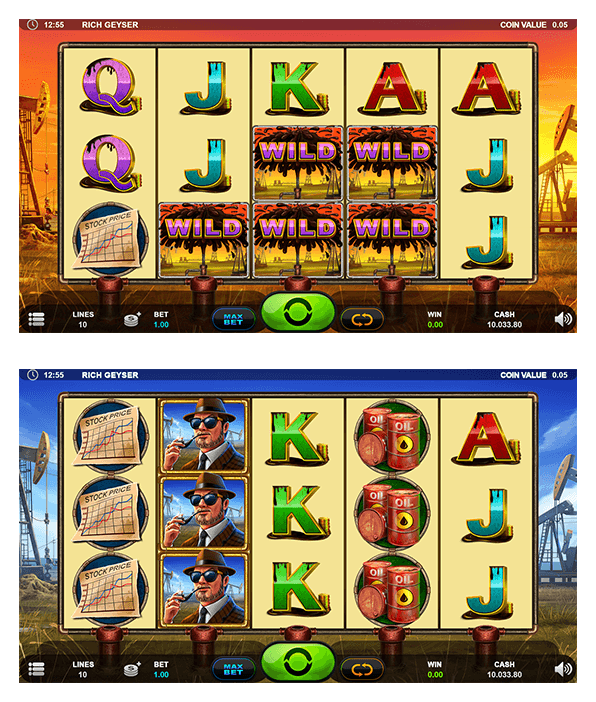 12:55 RICH GEYSER COIN VALUE 0.05
Q J K A A
Q J WILD WILD J
STOCK PRICE WILD WILD WILD J
LINES 10 BET 1.00 MAX BET WIN 0.00 CASH 10.033.80
12:55 RICH GEYSER COIN VALUE 0.05
STOCK PRICE K OIL OIL A
STOCK PRICE K OIL OIL J
STOCK PRICE K OIL OIL J
LINES 10 BET 1.00 MAX BET WIN 0.00 CASH 10.033.80